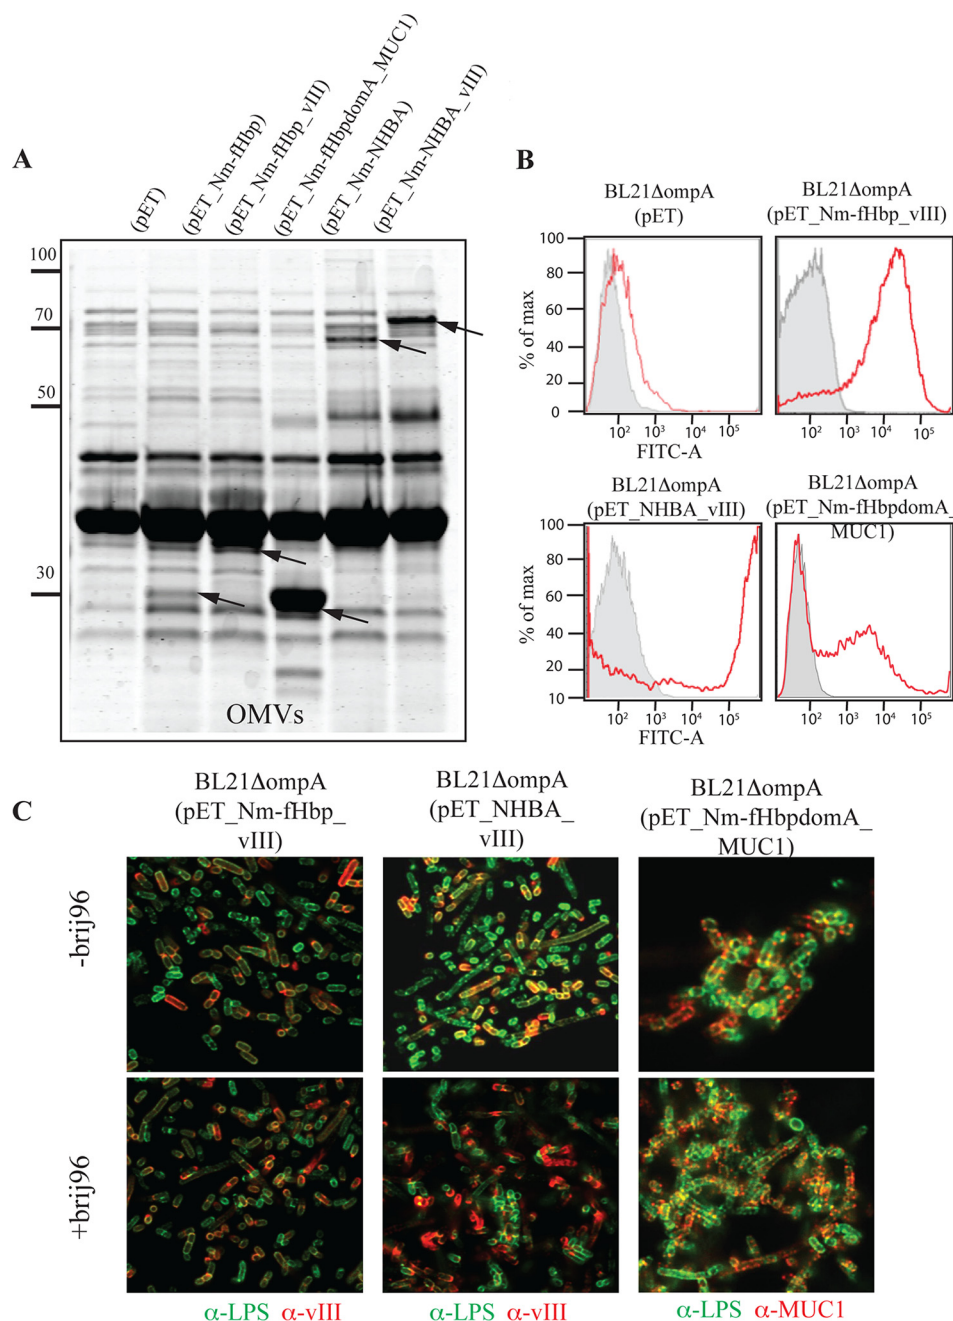 A
(pET)
(pET_Nm-fHbp)
(pET_Nm-fHbp_vIII)
(pET_Nm-fHbpdomA_MUC1)
(pET_Nm-NHBA)
(pET_Nm-NHBA_vIII)
100
70
50
30
OMVs
B
BL21ΔompA
(pET)
% of max
100
80
60
40
20
0
10² 10³ 10⁴ 10⁵
FITC-A
BL21ΔompA
(pET_Nm-fHbp_vIII)
10² 10³ 10⁴ 10⁵
BL21ΔompA
(pET_NHBA_vIII)
% of max
100
80
60
40
20
10
10² 10³ 10⁴ 10⁵
FITC-A
BL21ΔompA
(pET_Nm-fHbpdomA_
MUC1)
10² 10³ 10⁴ 10⁵
C
BL21ΔompA
(pET_Nm-fHbp_
vIII)
BL21ΔompA
(pET_NHBA_
vIII)
BL21ΔompA
(pET_Nm-fHbpdomA_
MUC1)
-brij96
+brij96
α-LPS α-vIII
α-LPS α-vIII
α-LPS α-MUC1